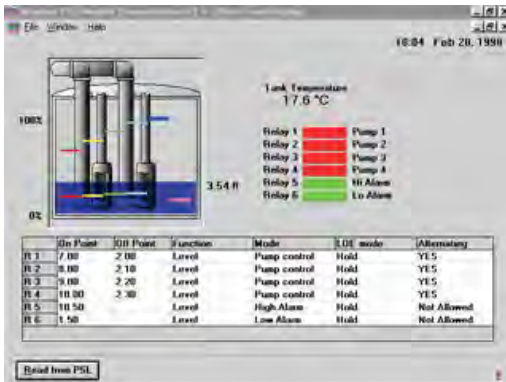 File Window Help
16:04 Feb 20, 1998
Tank Temperature
17.6 °C
100%
Relay 1 Pump 1
Relay 2 Pump 2
Relay 3 Pump 3
Relay 4 Pump 4
Relay 5 Hi Alarm
Relay 6 Lo Alarm
3.54 ft
0%
On Point Off Point Function Mode LOE mode Alternating
R 1 7.00 2.00 Level Pump control Hold YES
R 2 8.00 2.10 Level Pump control Hold YES
R 3 9.00 2.20 Level Pump control Hold YES
R 4 10.00 2.30 Level Pump control Hold YES
R 5 10.50 Level High Alarm Hold Not Allowed
R 6 1.50 Level Low Alarm Hold Not Allowed
Read from PSL